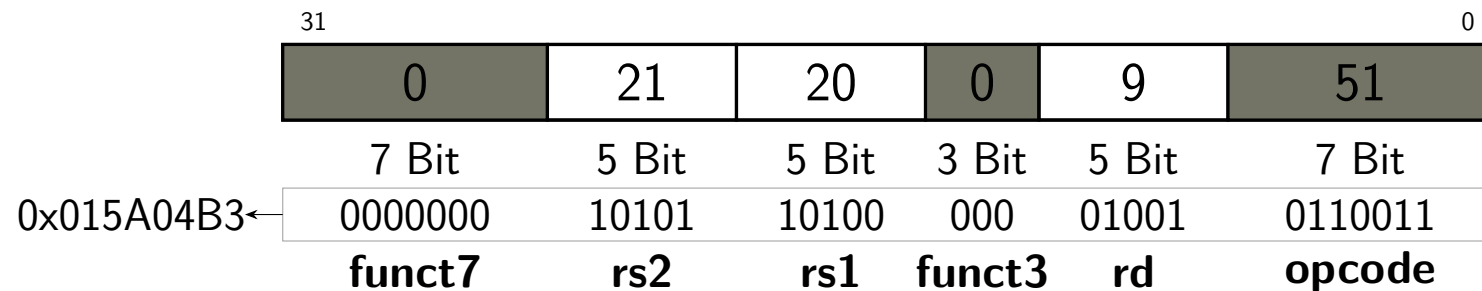 31 0
0 21 20 0 9 51
7 Bit 5 Bit 5 Bit 3 Bit 5 Bit 7 Bit
0x015A04B3 0000000 10101 10100 000 01001 0110011
funct7 rs2 rs1 funct3 rd opcode